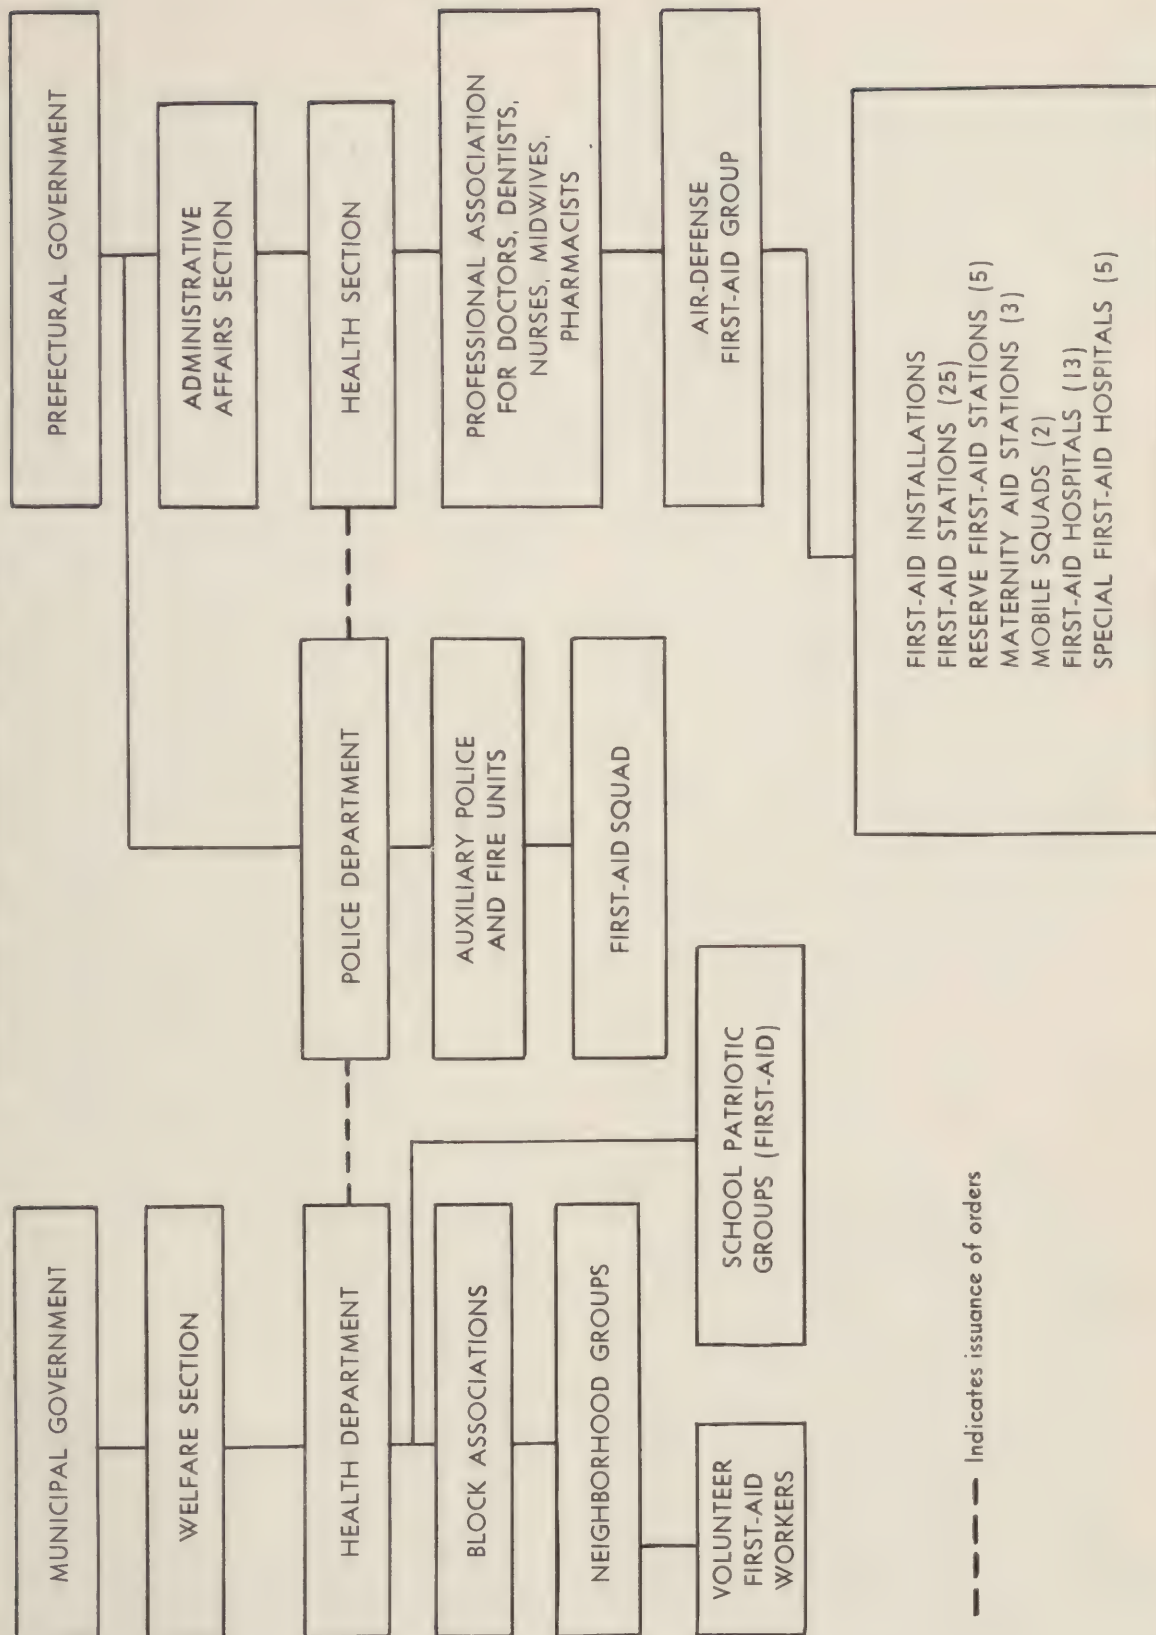 MUNICIPAL GOVERNMENT
WELFARE SECTION
HEALTH DEPARTMENT
BLOCK ASSOCIATIONS
NEIGHBORHOOD GROUPS
VOLUNTEER
FIRST-AID
WORKERS
SCHOOL PATRIOTIC
GROUPS (FIRST-AID)
POLICE DEPARTMENT
AUXILIARY POLICE
AND FIRE UNITS
FIRST-AID SQUAD
PREFECTURAL GOVERNMENT
ADMINISTRATIVE
AFFAIRS SECTION
HEALTH SECTION
PROFESSIONAL ASSOCIATION
FOR DOCTORS, DENTISTS,
NURSES, MIDWIVES,
PHARMACISTS
AIR-DEFENSE
FIRST-AID GROUP
FIRST-AID INSTALLATIONS
FIRST-AID STATIONS (25)
RESERVE FIRST-AID STATIONS (5)
MATERNITY AID STATIONS (3)
MOBILE SQUADS (2)
FIRST-AID HOSPITALS (13)
SPECIAL FIRST-AID HOSPITALS (5)
Indicates issuance of orders